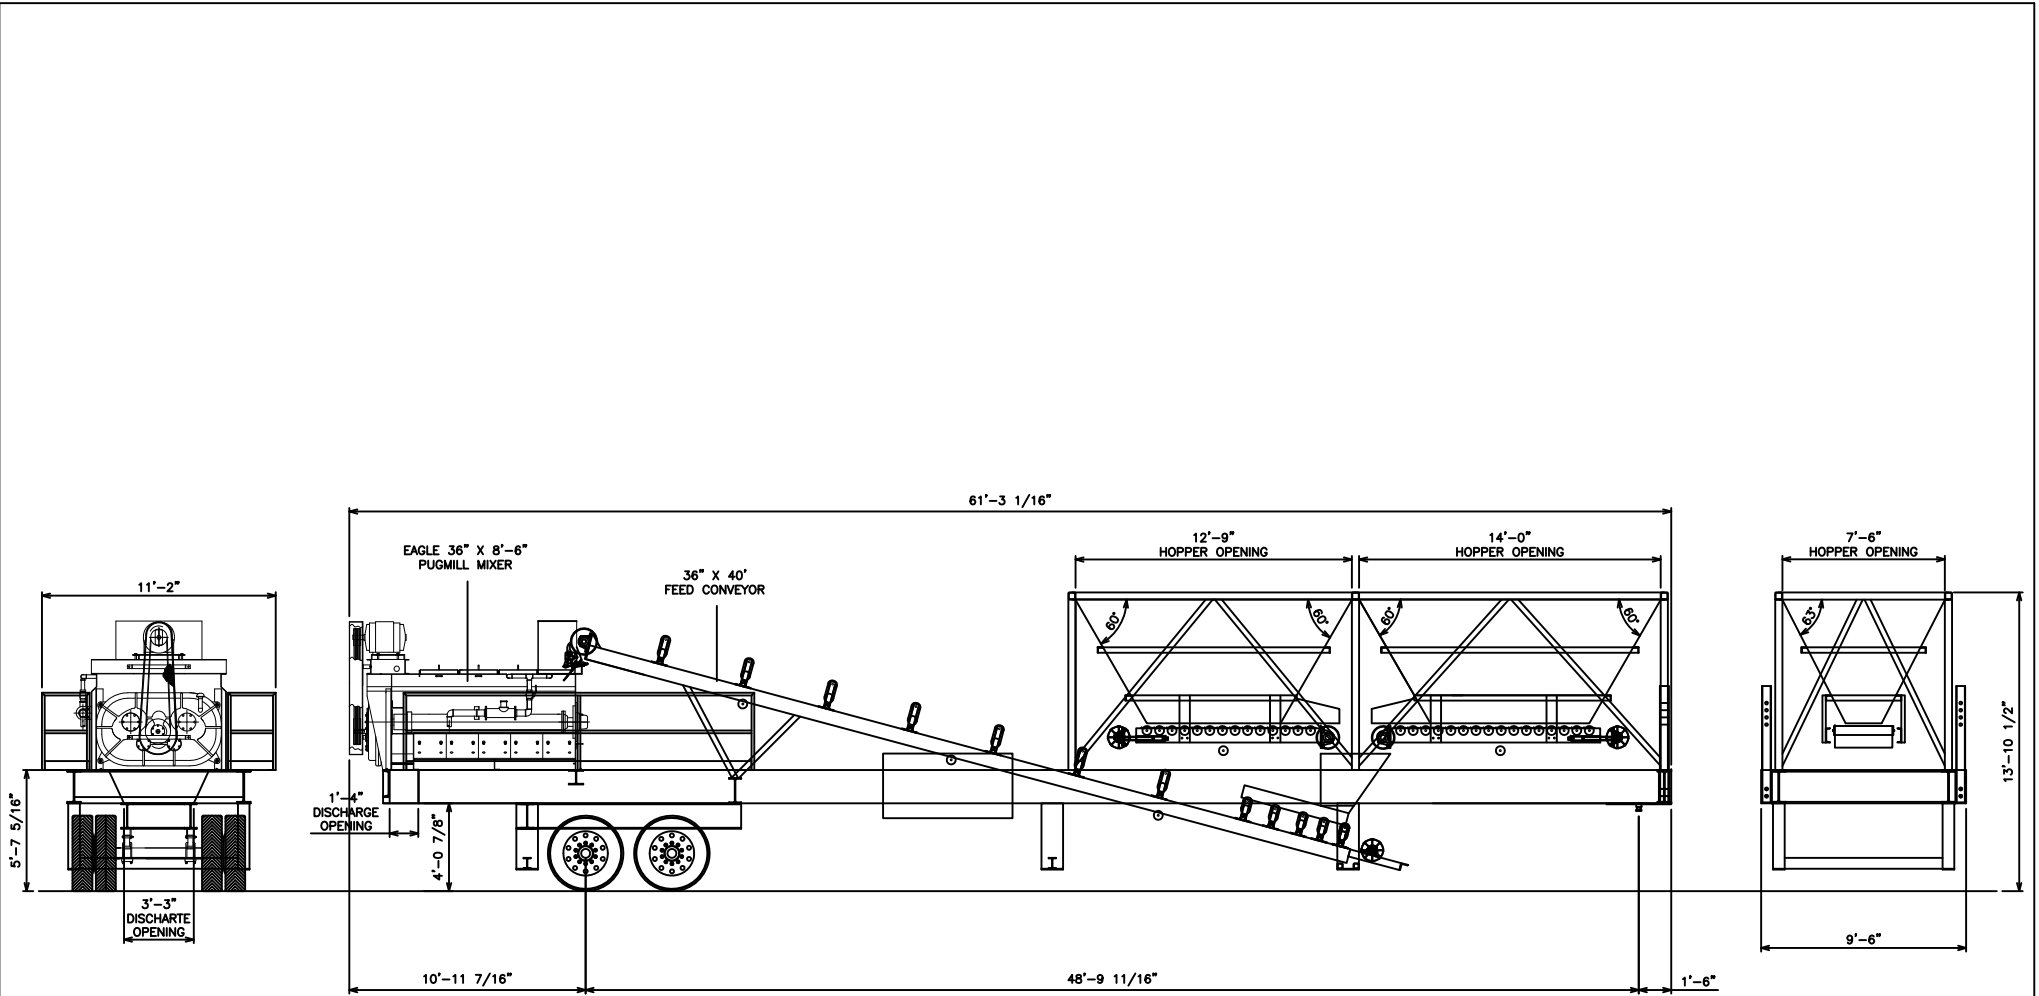 61'-3 1/16"
12'-9"
HOPPER OPENING
14'-0"
HOPPER OPENING
7'-6"
HOPPER OPENING
EAGLE 36" X 8'-6"
PUGMILL MIXER
36" X 40'
FEED CONVEYOR
11'-2"
60°
60°
60°
60°
63°
13'-10 1/2"
5'-7 5/16"
1'-4"
DISCHARGE
OPENING
4'-0 7/8"
3'-3"
DISCHARTE
OPENING
9'-6"
10'-11 7/16"
48'-9 11/16"
1'-6"